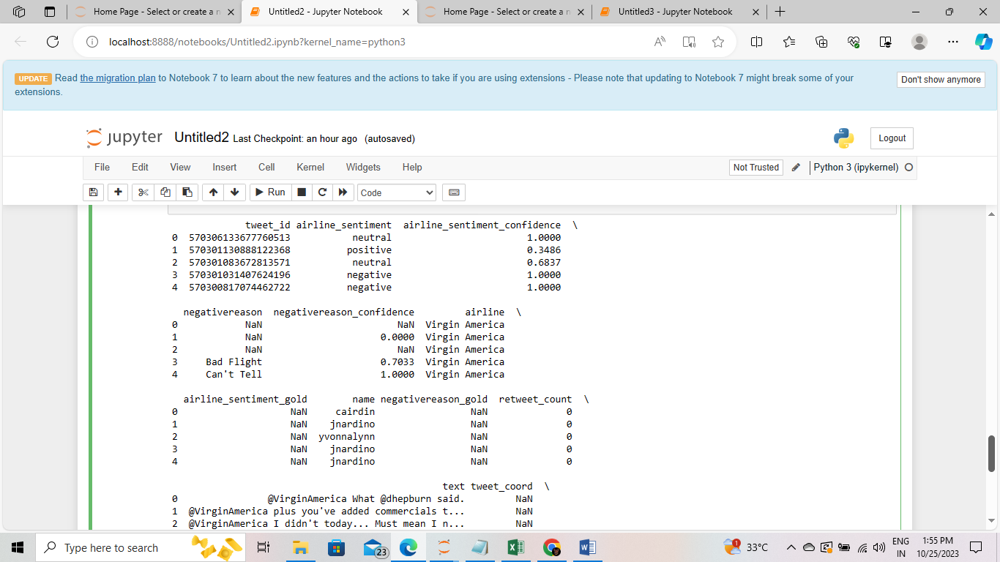 Home Page - Select or create a n
Untitled2 - Jupyter Notebook
Home Page - Select or create a n
Untitled3 - Jupyter Notebook
localhost:8888/notebooks/Untitled2.ipynb?kernel_name=python3
UPDATE Read the migration plan to Notebook 7 to learn about the new features and the actions to take if you are using extensions - Please note that updating to Notebook 7 might break some of your
extensions.
Don't show anymore
jupyter Untitled2 Last Checkpoint: an hour ago (autosaved)
Logout
File Edit View Insert Cell Kernel Widgets Help
Not Trusted
Python 3 (ipykernel)
Run
Code
tweet_id airline_sentiment airline_sentiment_confidence \
0 570306133677760513 neutral 1.0000
1 570301130888122368 positive 0.3486
2 570301083672813571 neutral 0.6837
3 570301031407624196 negative 1.0000
4 570300817074462722 negative 1.0000
negativereason negativereason_confidence airline \
0 NaN NaN Virgin America
1 NaN 0.0000 Virgin America
2 NaN NaN Virgin America
3 Bad Flight 0.7033 Virgin America
4 Can't Tell 1.0000 Virgin America
airline_sentiment_gold name negativereason_gold retweet_count \
0 NaN cairdin NaN 0
1 NaN jnardino NaN 0
2 NaN yvonnalynn NaN 0
3 NaN jnardino NaN 0
4 NaN jnardino NaN 0
text tweet_coord \
0 @VirginAmerica What @dhepburn said. NaN
1 @VirginAmerica plus you've added commercials t... NaN
2 @VirginAmerica I didn't today... Must mean I n... NaN
Type here to search
23
1
33°C
ENG
IN
1:55 PM
10/25/2023